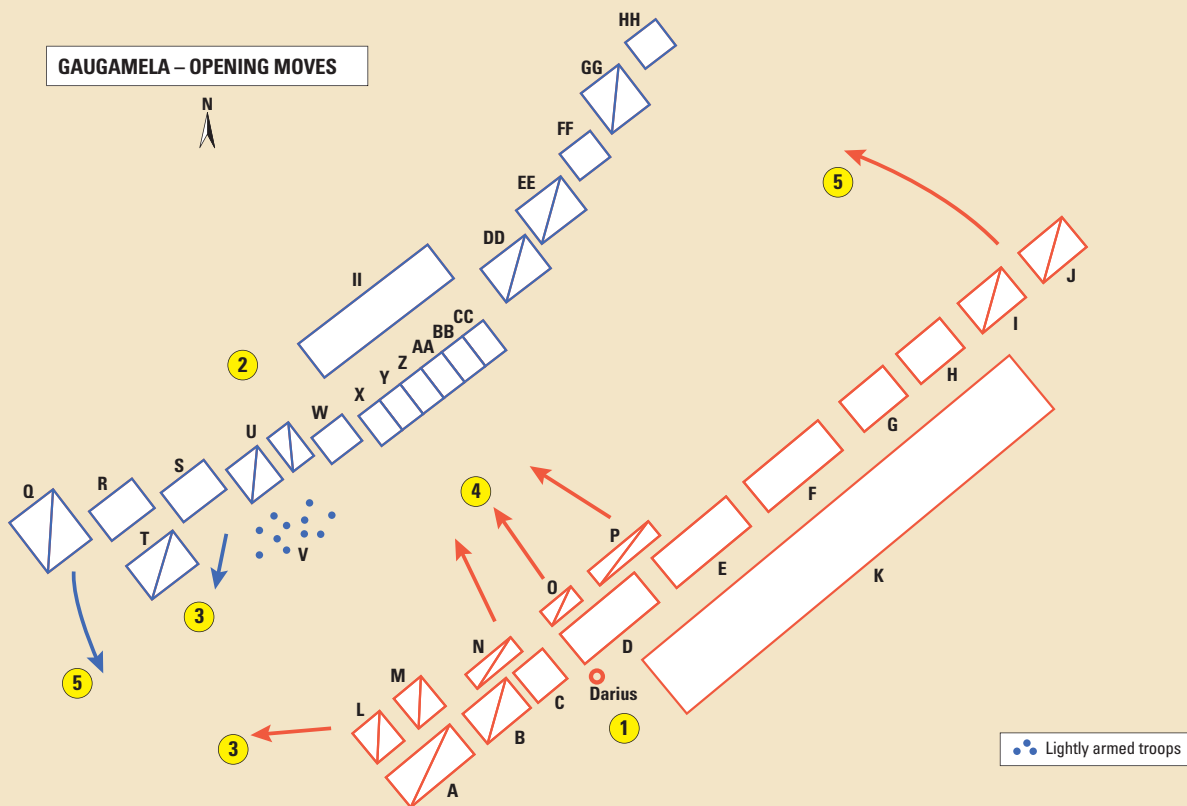 GAUGAMELA – OPENING MOVES
N
HH
GG
FF
EE
DD
II
CC
BB
AA
Z
Y
X
W
U
S
R
Q
T
V
2
3
5
5
J
I
H
G
F
K
E
P
4
O
D
N
C
Darius
M
B
1
L
A
3
Lightly armed troops